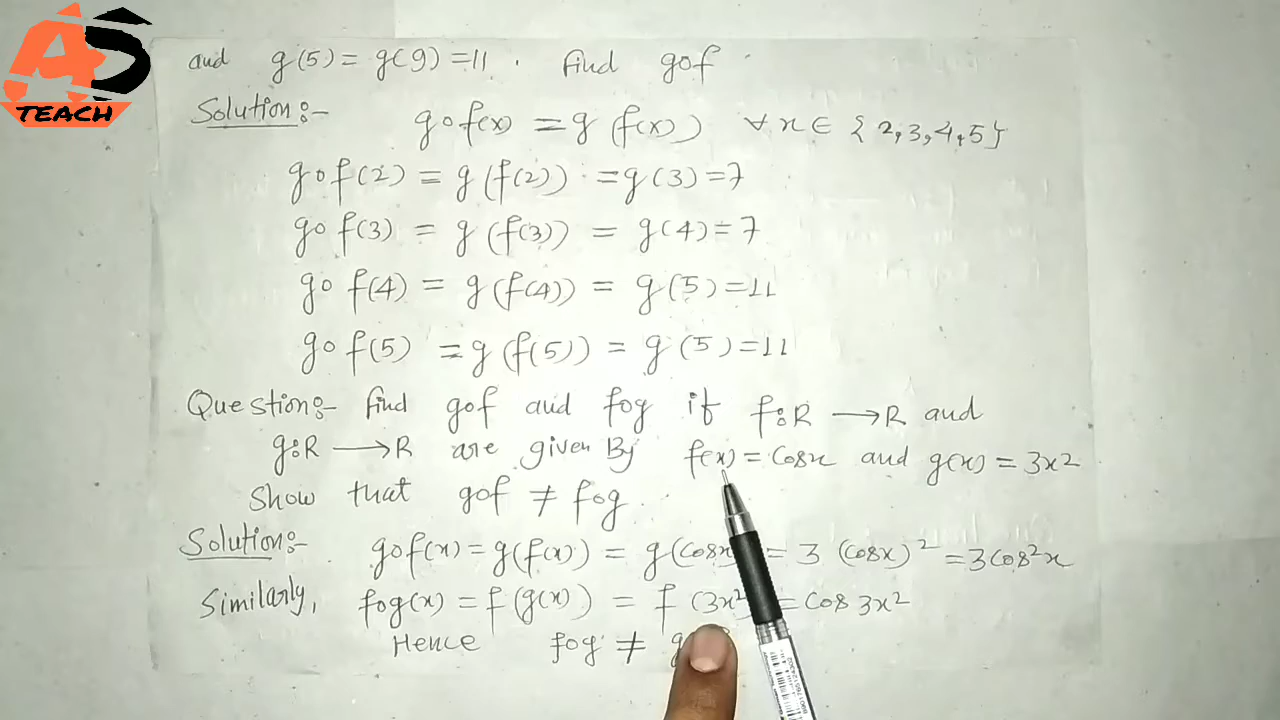 AS
TEACH
and g(5) = g(9) = 11 . find gof
Solution:-
gof(x) = g(f(x)) ∀ x ∈ {2,3,4,5}
gof(2) = g(f(2)) = g(3) = 7
gof(3) = g(f(3)) = g(4) = 7
gof(4) = g(f(4)) = g(5) = 11
gof(5) = g(f(5)) = g(5) = 11
Question:- find gof and fog if f:R → R and
g:R → R are given By f(x) = Cosx and g(x) = 3x2
Show that gof ≠ fog.
Solution:- gof(x) = g(f(x)) = g(cosx = 3 (cosx)² = 3cos²x
Similarly, fog(x) = f(g(x)) = f (3x² = Cos 3x²
Hence fog ≠ g